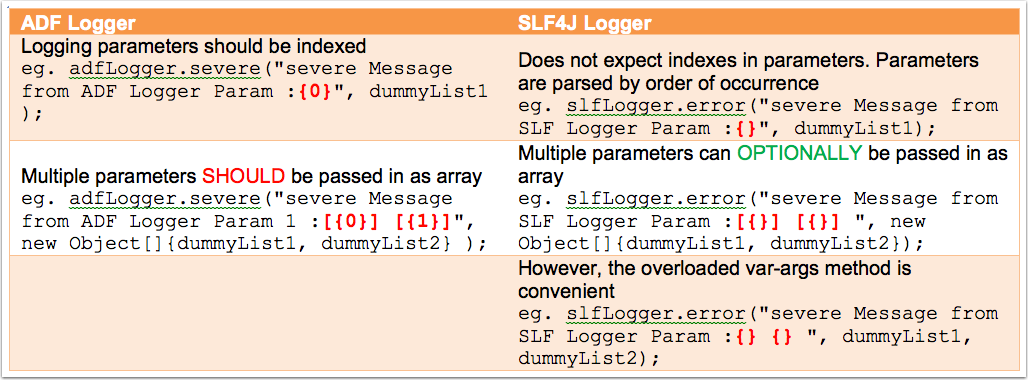 ADF Logger
SLF4J Logger
Logging parameters should be indexed
eg. adfLogger.severe("severe Message
from ADF Logger Param :{0}", dummyList1
);
Does not expect indexes in parameters. Parameters
are parsed by order of occurrence
eg. slfLogger.error("severe Message from
SLF Logger Param :{}", dummyList1);
Multiple parameters SHOULD be passed in as array
eg. adfLogger.severe("severe Message
from ADF Logger Param 1 :[{0}] [{1}]",
new Object[]{dummyList1, dummyList2} );
Multiple parameters can OPTIONALLY be passed in as
array
eg. slfLogger.error("severe Message from
SLF Logger Param :[{}] [{}] ", new
Object[]{dummyList1, dummyList2});
However, the overloaded var-args method is
convenient
eg. slfLogger.error("severe Message from
SLF Logger Param :{} {} ", dummyList1,
dummyList2);